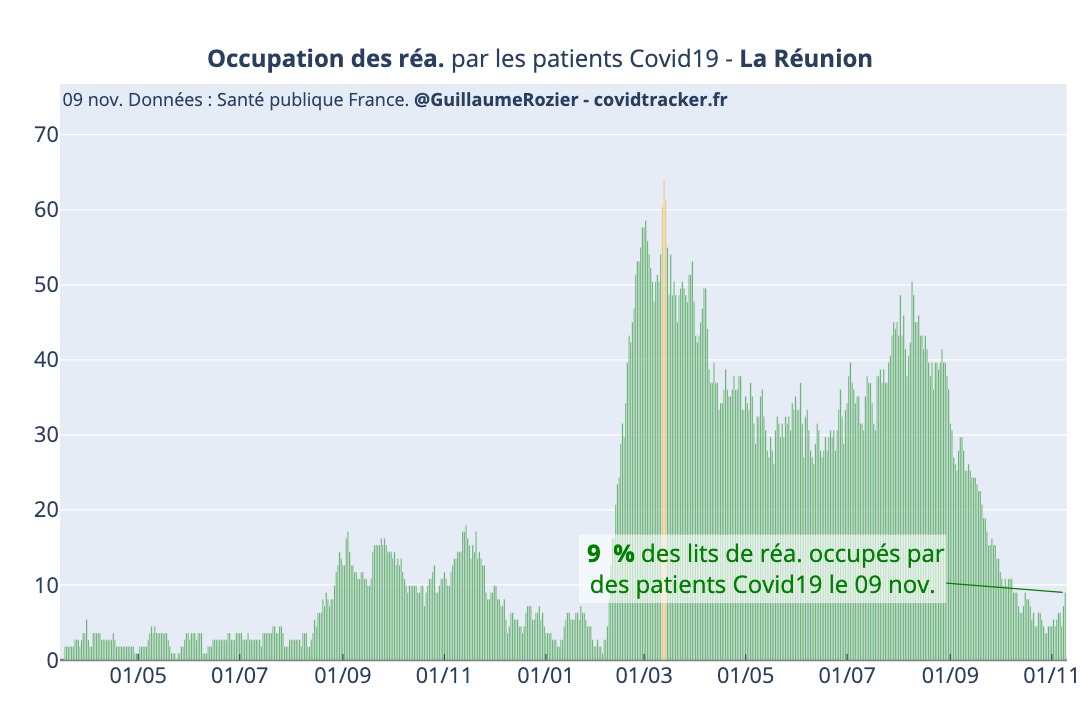 Occupation des réa. par les patients Covid19 - La Réunion
09 nov. Données : Santé publique France. @GuillaumeRozier - covidtracker.fr
70
60
50
40
30
20
10
0
9 % des lits de réa. occupés par
des patients Covid19 le 09 nov.
01/05 01/07 01/09 01/11 01/01 01/03 01/05 01/07 01/09 01/11